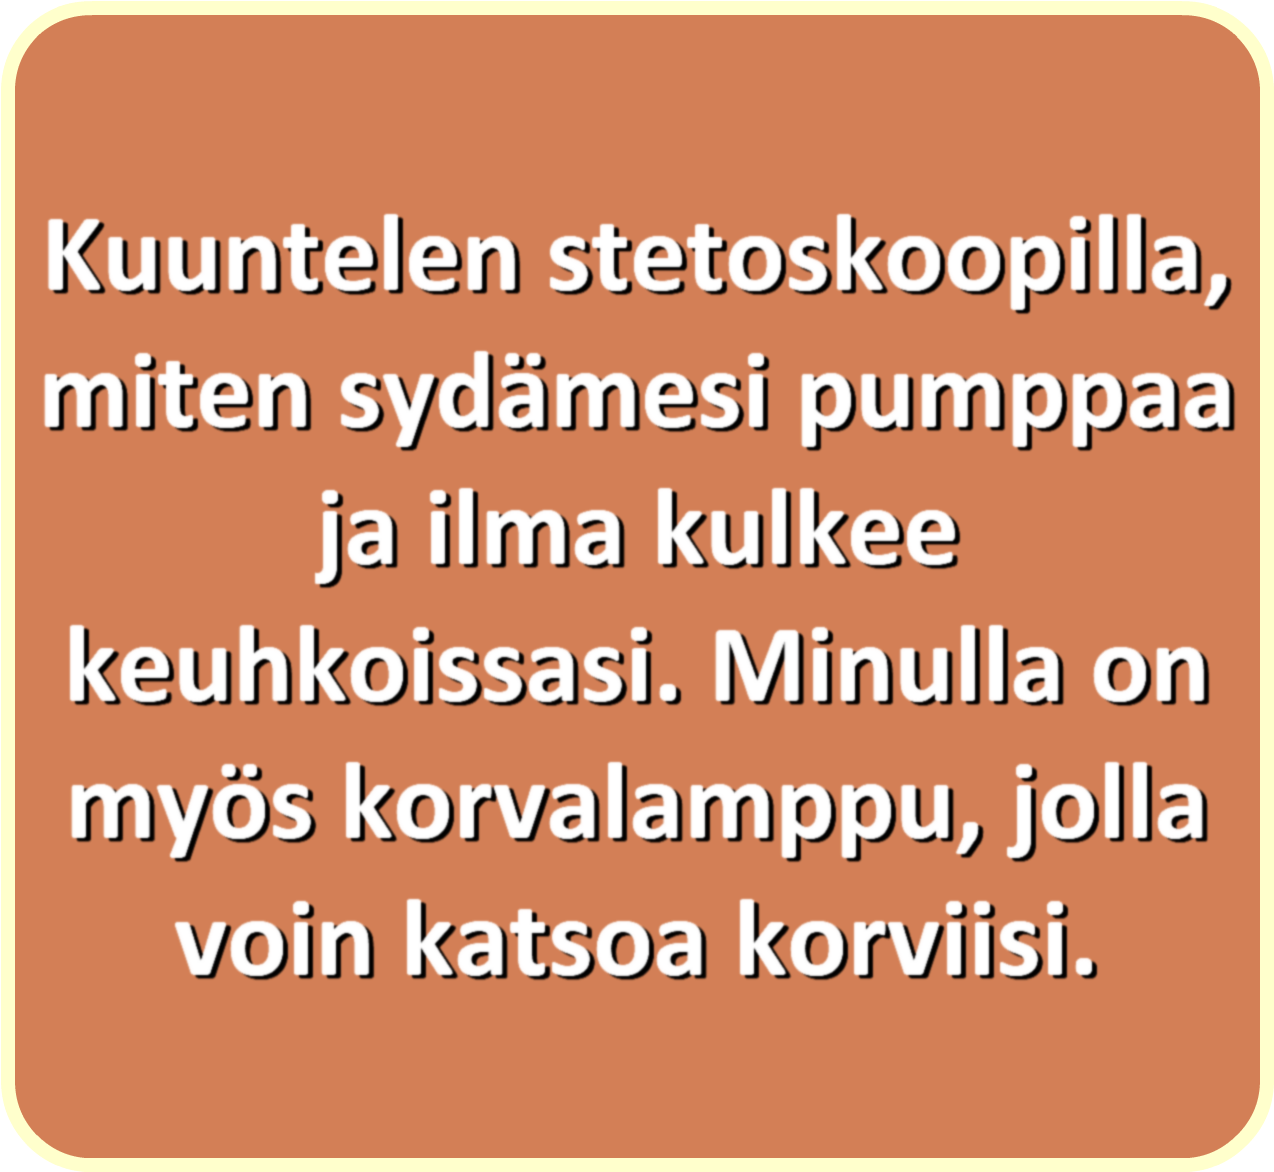 Kuuntelen stetoskoopilla,
miten sydämesi pumppaa
ja ilma kulkee
keuhkoissasi. Minulla on
myös korvalamppu, jolla
voin katsoa korviisi.